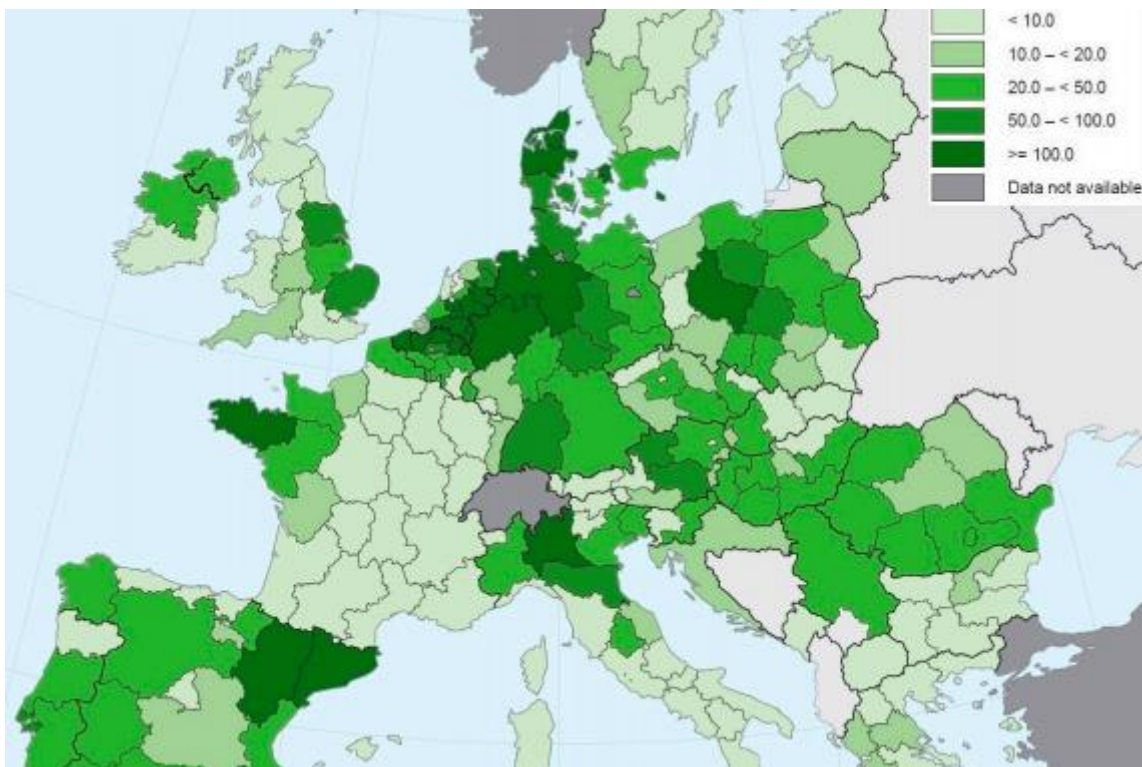 < 10.0
10.0 – < 20.0
20.0 – < 50.0
50.0 – < 100.0
>= 100.0
Data not available